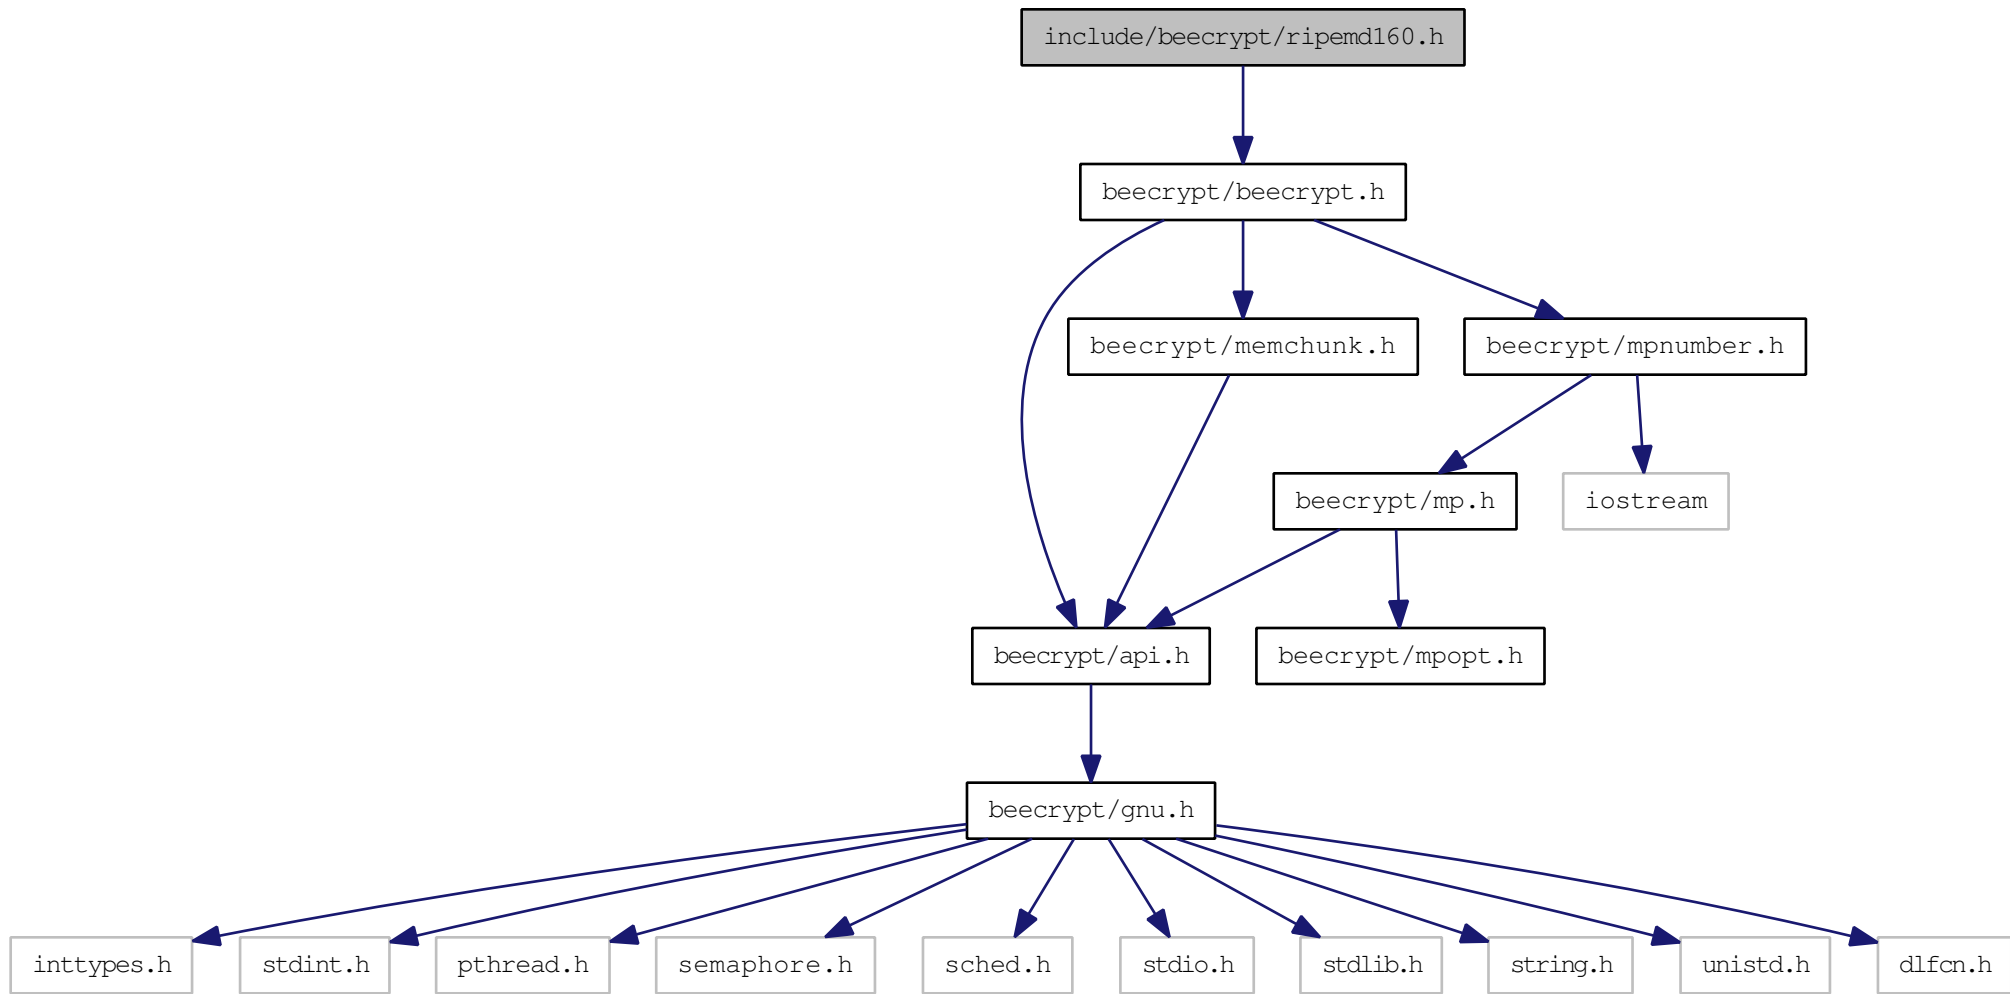 include/beecrypt/ripemd160.h
beecrypt/beecrypt.h
beecrypt/memchunk.h
beecrypt/mpnumber.h
beecrypt/mp.h
iostream
beecrypt/api.h
beecrypt/mpopt.h
beecrypt/gnu.h
inttypes.h
stdint.h
pthread.h
semaphore.h
sched.h
stdio.h
stdlib.h
string.h
unistd.h
dlfcn.h